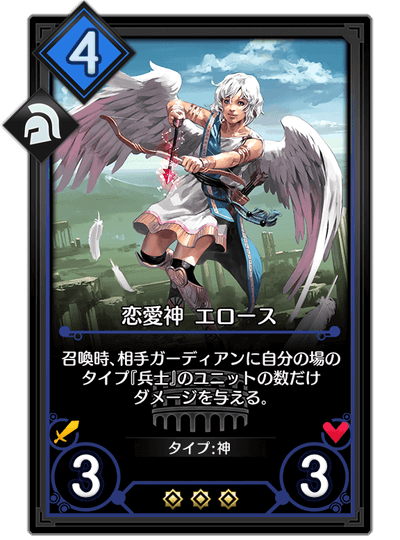 4
恋愛神 エロース
召喚時、相手ガーディアンに自分の場の
タイプ『兵士』のユニットの数だけ
ダメージを与える。
タイプ:神
3
3